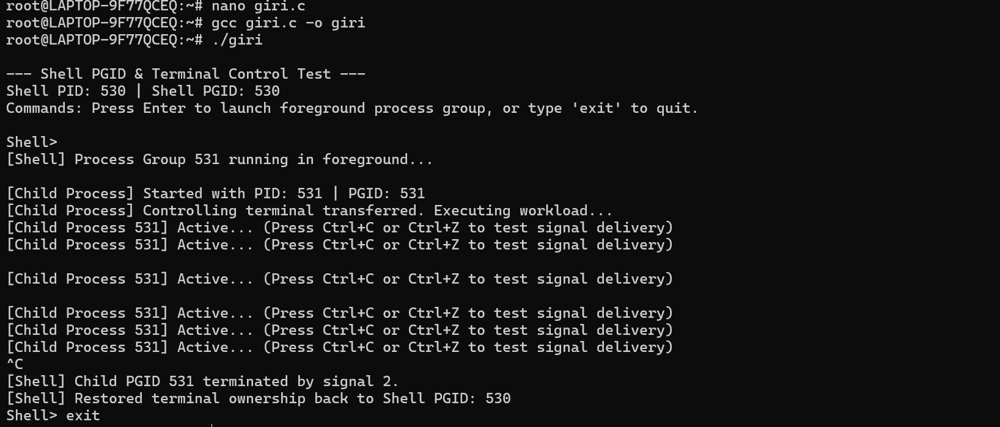 root@LAPTOP-9F77QCEQ:~# nano giri.c
root@LAPTOP-9F77QCEQ:~# gcc giri.c -o giri
root@LAPTOP-9F77QCEQ:~# ./giri
--- Shell PGID & Terminal Control Test ---
Shell PID: 530 | Shell PGID: 530
Commands: Press Enter to launch foreground process group, or type 'exit' to quit.
Shell>
[Shell] Process Group 531 running in foreground...
[Child Process] Started with PID: 531 | PGID: 531
[Child Process] Controlling terminal transferred. Executing workload...
[Child Process 531] Active... (Press Ctrl+C or Ctrl+Z to test signal delivery)
[Child Process 531] Active... (Press Ctrl+C or Ctrl+Z to test signal delivery)
[Child Process 531] Active... (Press Ctrl+C or Ctrl+Z to test signal delivery)
[Child Process 531] Active... (Press Ctrl+C or Ctrl+Z to test signal delivery)
[Child Process 531] Active... (Press Ctrl+C or Ctrl+Z to test signal delivery)
[Child Process 531] Active... (Press Ctrl+C or Ctrl+Z to test signal delivery)
^C
[Shell] Child PGID 531 terminated by signal 2.
[Shell] Restored terminal ownership back to Shell PGID: 530
Shell> exit